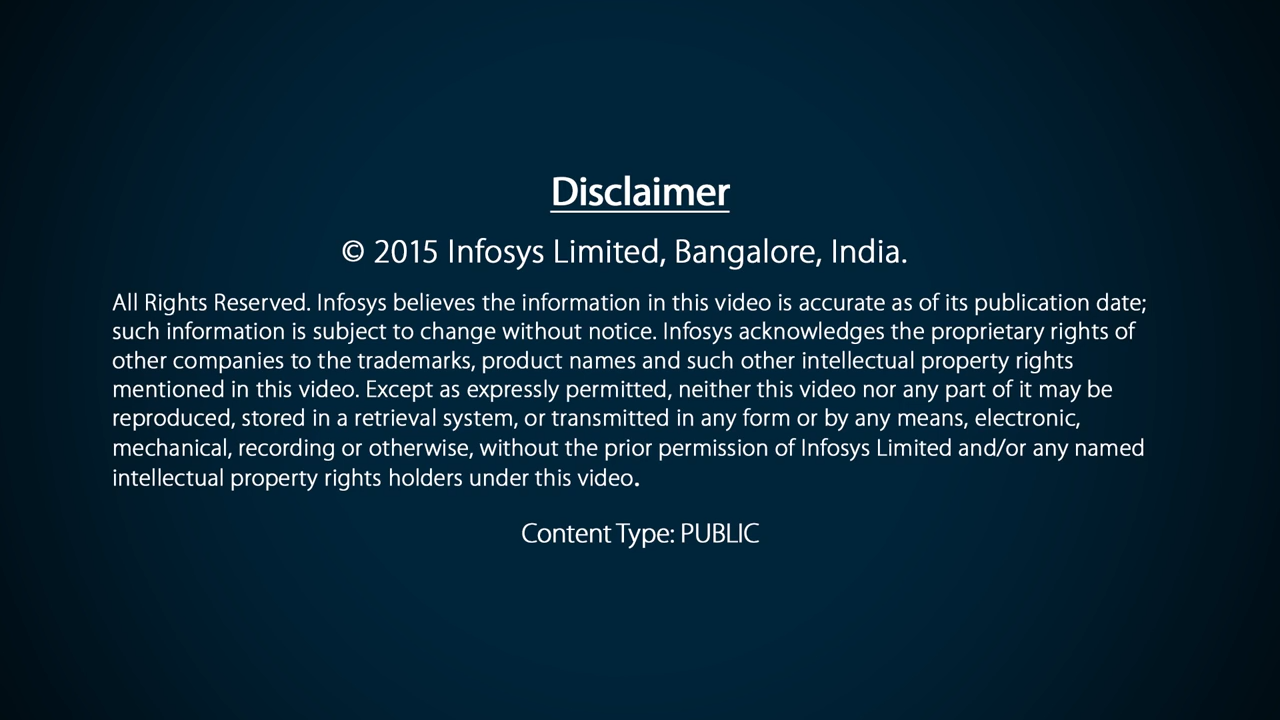 Disclaimer
© 2015 Infosys Limited, Bangalore, India.
All Rights Reserved. Infosys believes the information in this video is accurate as of its publication date;
such information is subject to change without notice. Infosys acknowledges the proprietary rights of
other companies to the trademarks, product names and such other intellectual property rights
mentioned in this video. Except as expressly permitted, neither this video nor any part of it may be
reproduced, stored in a retrieval system, or transmitted in any form or by any means, electronic,
mechanical, recording or otherwise, without the prior permission of Infosys Limited and/or any named
intellectual property rights holders under this video.
Content Type: PUBLIC